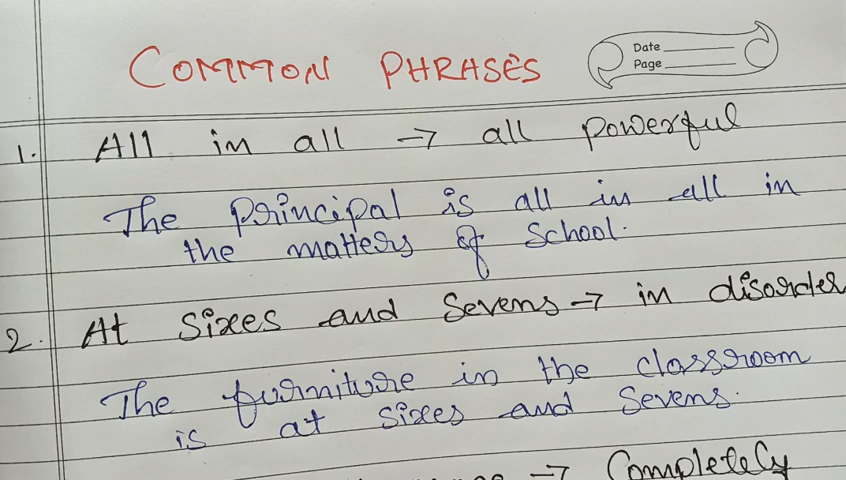 COMMON PHRASES
Date
Page
1. All in all → all powerful
The principal is all in all in
the matters of School.
2. At sixes and sevens → in disorder
The furniture in the classroom
is at sixes and sevens.
→ Completely